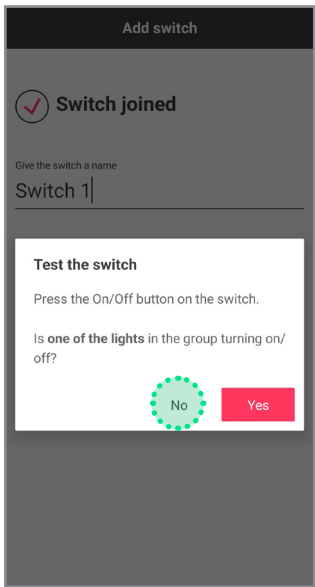 Add switch
Switch joined
Give the switch a name
Switch 1
Test the switch
Press the On/Off button on the switch.
Is one of the lights in the group turning on/
off?
No
Yes